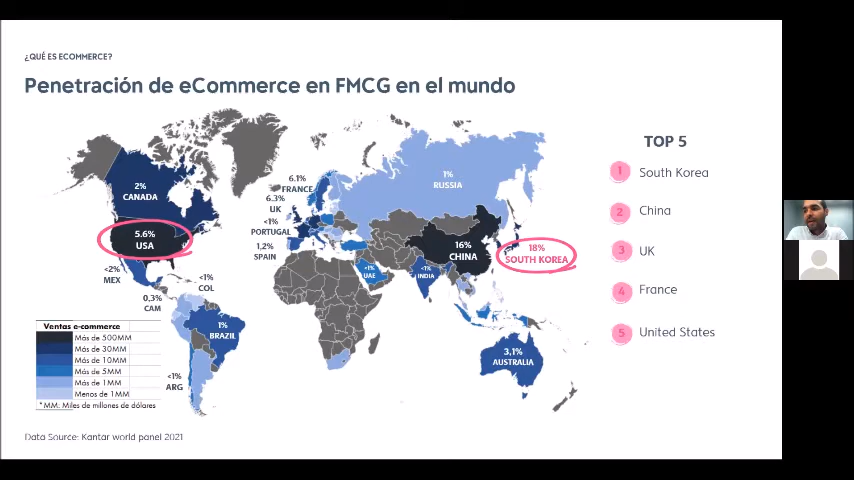 ¿QUÉ ES ECOMMERCE?
Penetración de eCommerce en FMCG en el mundo
2%
CANADA
5.6%
USA
<2%
MEX
<1%
COL
0,3%
CAM
1%
BRAZIL
<1%
ARG
6.1%
FRANCE
6.3%
UK
<1%
PORTUGAL
1,2%
SPAIN
1%
RUSSIA
<1%
UAE
<1%
INDIA
16%
CHINA
18%
SOUTH KOREA
3,1%
AUSTRALIA
TOP 5
1 South Korea
2 China
3 UK
4 France
5 United States
Ventas e-commerce
Más de 500MM
Más de 30MM
Más de 10MM
Más de 5MM
Más de 1MM
Menos de 1MM
* MM: Miles de millones de dólares
Data Source: Kantar world panel 2021